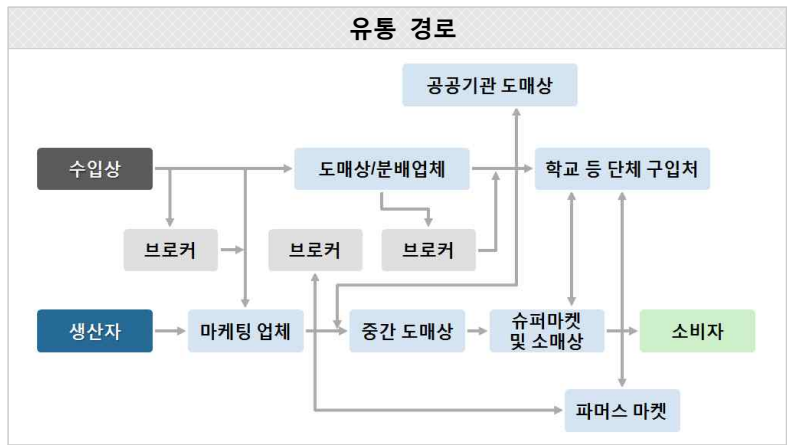 유통 경로
공공기관 도매상
수입상
도매상/분배업체
학교 등 단체 구입처
브로커
브로커
브로커
생산자
마케팅 업체
중간 도매상
슈퍼마켓
및 소매상
소비자
파머스 마켓